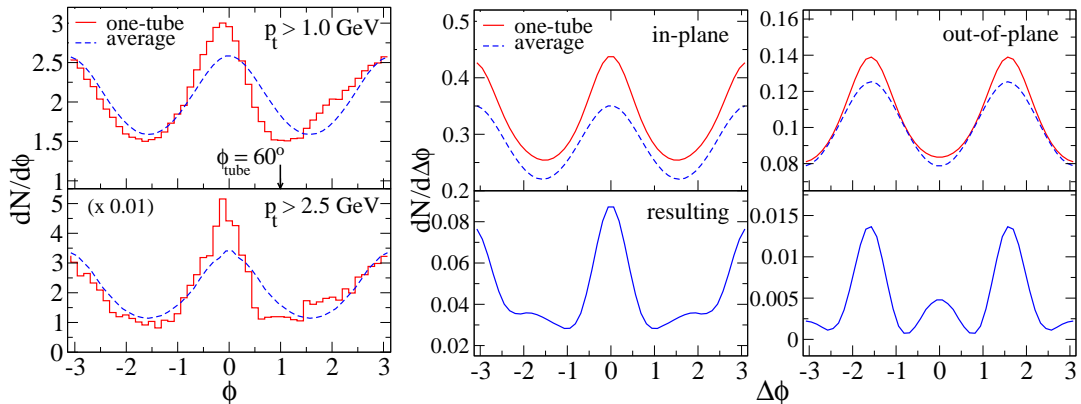 one-tube
average
p_t > 1.0 GeV
3
2.5
2
1.5
1
ϕ_tube = 60°
dN/dϕ
(x 0.01)
p_t > 2.5 GeV
5
4
3
2
1
0
-3 -2 -1 0 1 2 3
ϕ
one-tube
average
in-plane
0.5
0.4
0.3
0.2
dN/dΔϕ
resulting
0.08
0.06
0.04
0.02
-3 -2 -1 0 1 2 3
out-of-plane
0.16
0.14
0.12
0.1
0.08
0.015
0.01
0.005
0
-3 -2 -1 0 1 2 3
Δϕ